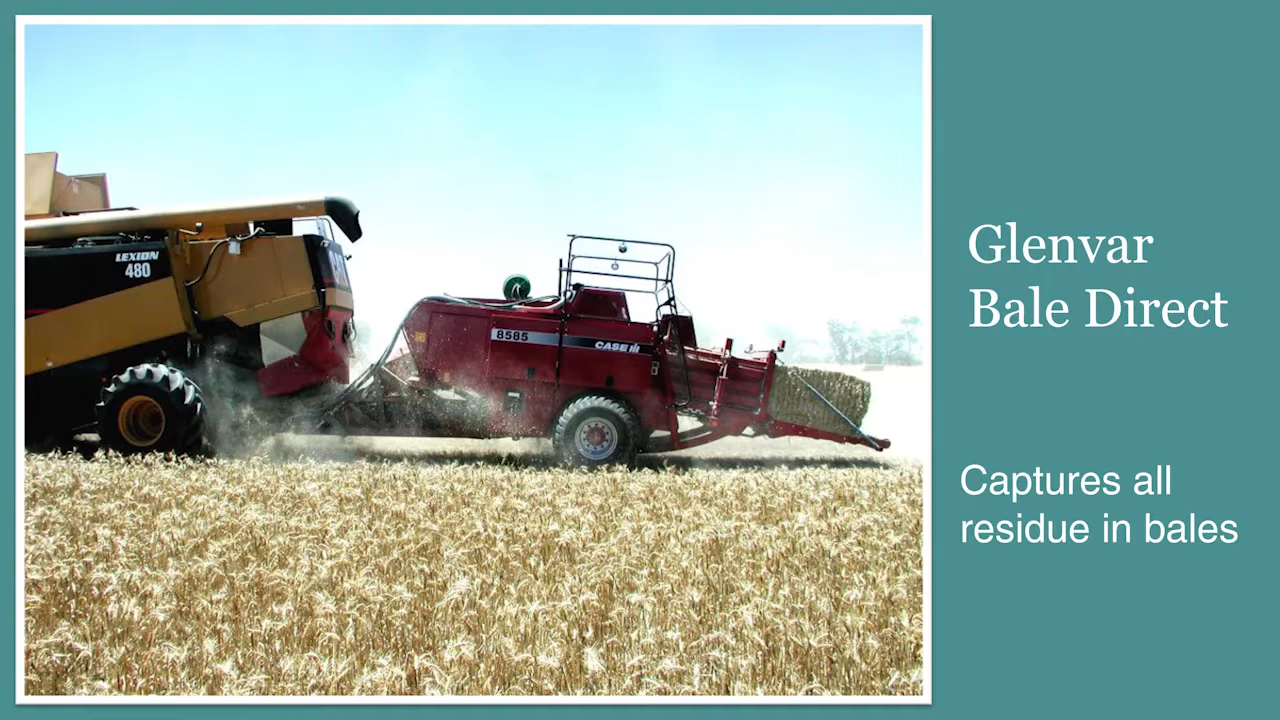 LEXION
480
8585
CASE IH
Glenvar
Bale Direct
Captures all
residue in bales